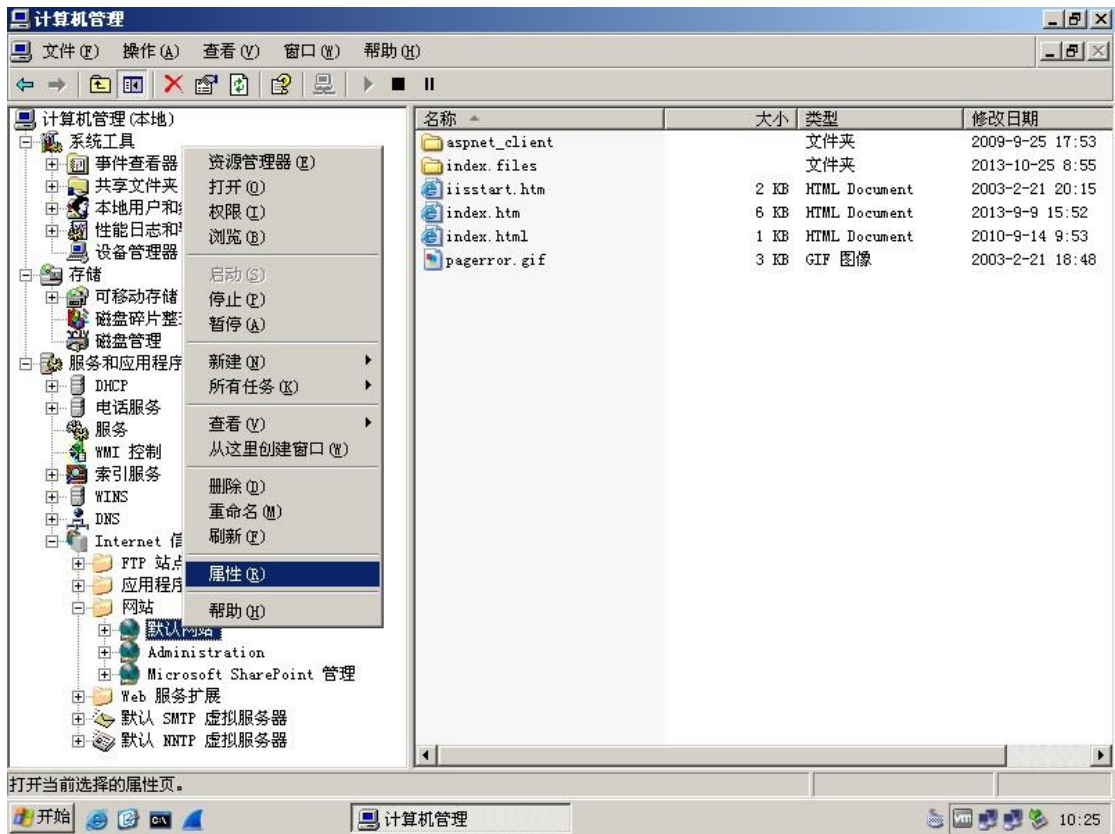 计算机管理
文件(F) 操作(A) 查看(V) 窗口(W) 帮助(H)
计算机管理(本地)
系统工具
事件查看器
共享文件夹
本地用户和
性能日志和
设备管理器
存储
可移动存储
磁盘碎片整
磁盘管理
服务和应用程序
DHCP
电话服务
服务
WMI 控制
索引服务
WINS
DNS
Internet 信
FTP 站点
应用程序
网站
默认网站
Administration
Microsoft SharePoint 管理
Web 服务扩展
默认 SMTP 虚拟服务器
默认 NNTP 虚拟服务器
资源管理器(E)
打开(O)
权限(I)
浏览(B)
启动(S)
停止(P)
暂停(A)
新建(N)
所有任务(K)
查看(V)
从这里创建窗口(W)
删除(D)
重命名(M)
刷新(F)
属性(R)
帮助(H)
名称 大小 类型 修改日期
aspnet_client 文件夹 2009-9-25 17:53
index.files 文件夹 2013-10-25 8:55
iisstart.htm 2 KB HTML Document 2003-2-21 20:15
index.htm 6 KB HTML Document 2013-9-9 15:52
index.html 1 KB HTML Document 2010-9-14 9:53
pagerror.gif 3 KB GIF 图像 2003-2-21 18:48
打开当前选择的属性页。
开始 计算机管理 10:25